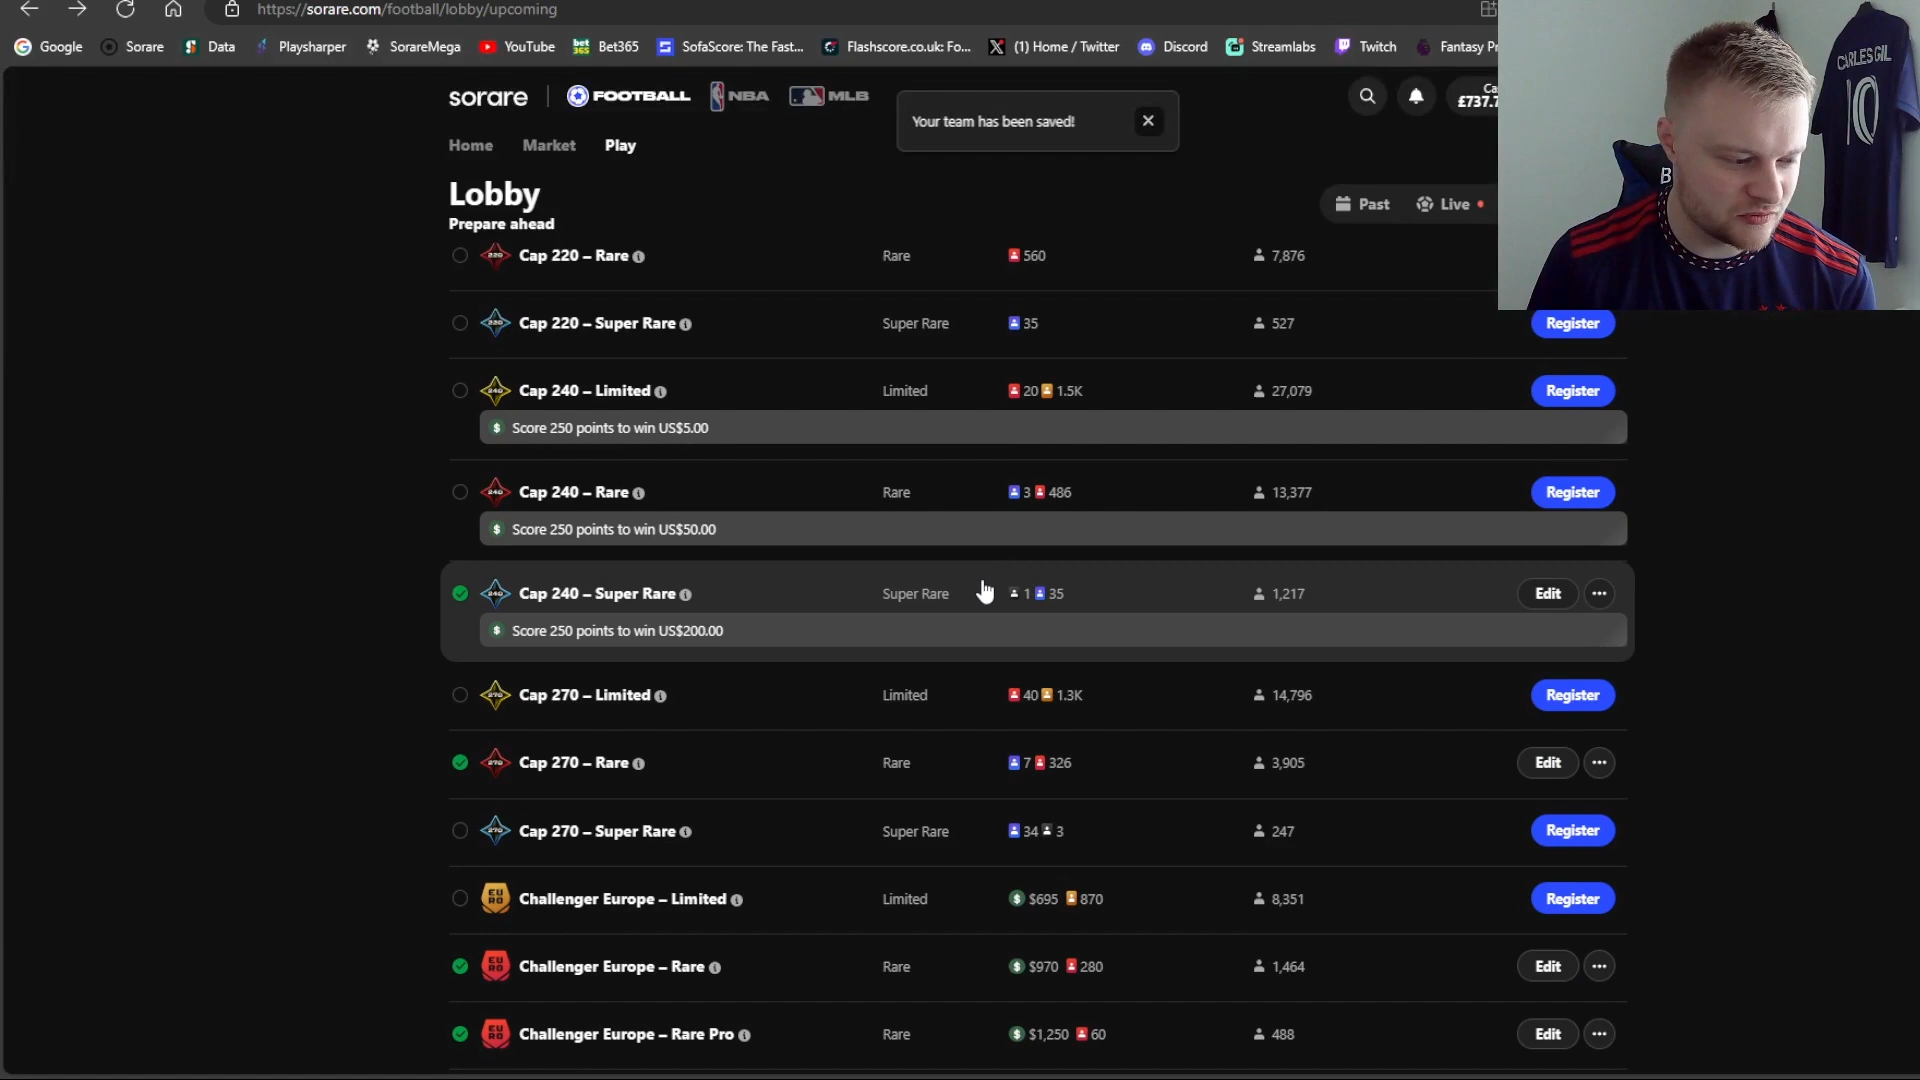 https://sorare.com/football/lobby/upcoming
Google Sorare Data Playsharper SorareMega YouTube Bet365 SofaScore: The Fast... Flashscore.co.uk: Fo... (1) Home / Twitter Discord Streamlabs Twitch Fantasy Pr
sorare FOOTBALL NBA MLB
Your team has been saved!
Ca
£737.7
Home Market Play
Lobby
Prepare ahead
Past Live
Cap 220 – Rare Rare 560 7,876
Cap 220 – Super Rare Super Rare 35 527 Register
Cap 240 – Limited Limited 20 1.5K 27,079 Register
Score 250 points to win US$5.00
Cap 240 – Rare Rare 3 486 13,377 Register
Score 250 points to win US$50.00
Cap 240 – Super Rare Super Rare 1 35 1,217 Edit
Score 250 points to win US$200.00
Cap 270 – Limited Limited 40 1.3K 14,796 Register
Cap 270 – Rare Rare 7 326 3,905 Edit
Cap 270 – Super Rare Super Rare 34 3 247 Register
Challenger Europe – Limited Limited $695 870 8,351 Register
Challenger Europe – Rare Rare $970 280 1,464 Edit
Challenger Europe – Rare Pro Rare $1,250 60 488 Edit
CARLES GIL
10
B